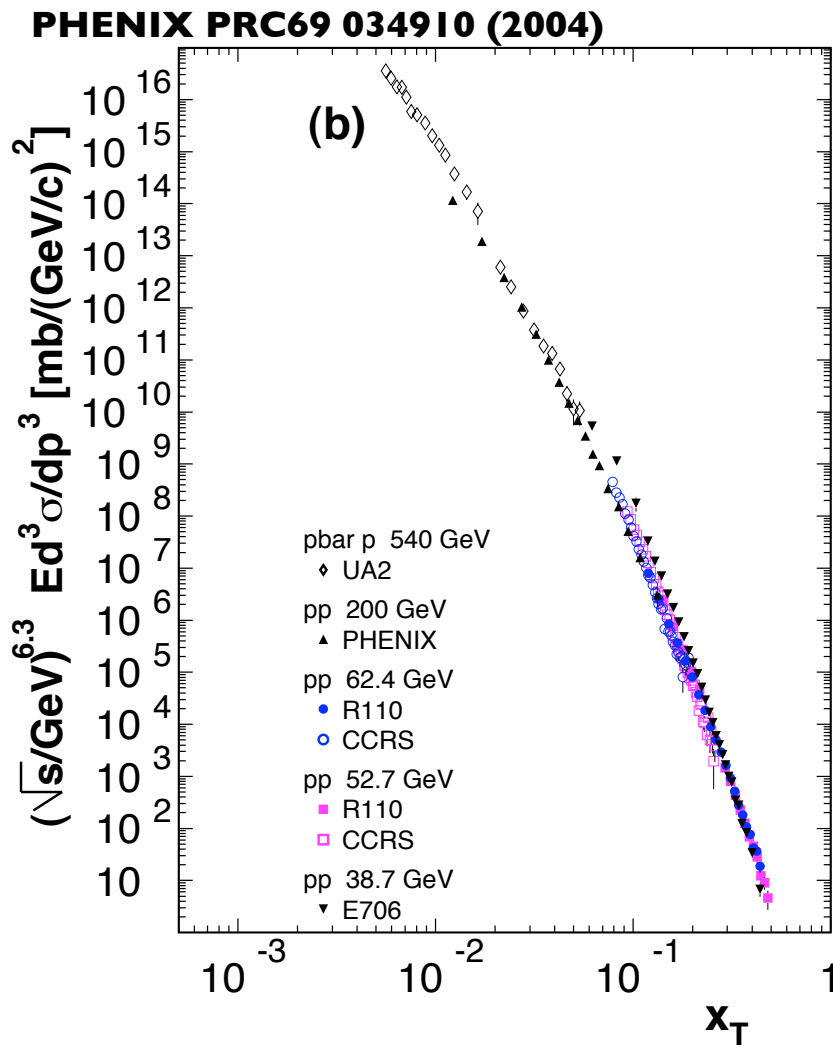 PHENIX PRC69 034910 (2004)
(b)
(√s/GeV)^6.3 Ed^3 σ/dp^3 [mb/(GeV/c)^2]
10^16
10^15
10^14
10^13
10^12
10^11
10^10
10^9
10^8
10^7
10^6
10^5
10^4
10^3
10^2
10
pbar p 540 GeV
UA2
pp 200 GeV
PHENIX
pp 62.4 GeV
R110
CCRS
pp 52.7 GeV
R110
CCRS
pp 38.7 GeV
E706
10^-3 10^-2 10^-1 1
x_T